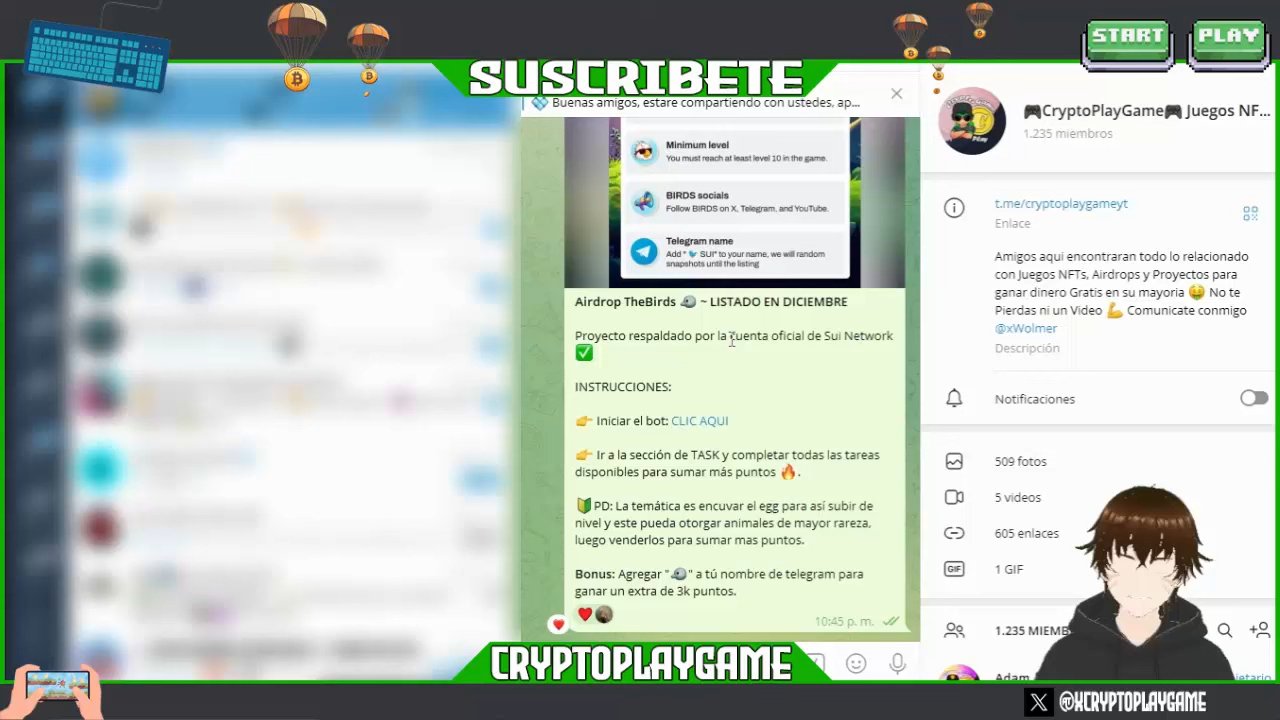 START
PLAY
SUSCRIBETE
Buenas amigos, estare compartiendo con ustedes, ap...
Minimum level
You must reach at least level 10 in the game.
BIRDS socials
Follow BIRDS on X, Telegram, and YouTube.
Telegram name
Add " 🐦 SUI" to your name, we will random
snapshots until the listing
Airdrop TheBirds ~ LISTADO EN DICIEMBRE
Proyecto respaldado por la cuenta oficial de Sui Network
✅
INSTRUCCIONES:
👉 Iniciar el bot: CLIC AQUI
👉 Ir a la sección de TASK y completar todas las tareas
disponibles para sumar más puntos 🔥.
🔰PD: La temática es encuvar el egg para así subir de
nivel y este pueda otorgar animales de mayor rareza,
luego venderlos para sumar mas puntos.
Bonus: Agregar "" a tú nombre de telegram para
ganar un extra de 3k puntos.
10:45 p. m.
🎮CryptoPlayGame🎮 Juegos NF...
1.235 miembros
t.me/cryptoplaygameyt
Enlace
Amigos aqui encontraran todo lo relacionado
con Juegos NFTs, Airdrops y Proyectos para
ganar dinero Gratis en su mayoria 🤑 No te
Pierdas ni un Video 💪 Comunicate conmigo
@xWolmer
Descripción
Notificaciones
509 fotos
5 videos
605 enlaces
GIF
1 GIF
1.235 MIEMB
Adam
CRYPTOPLAYGAME
@XCRYPTOPLAYGAME